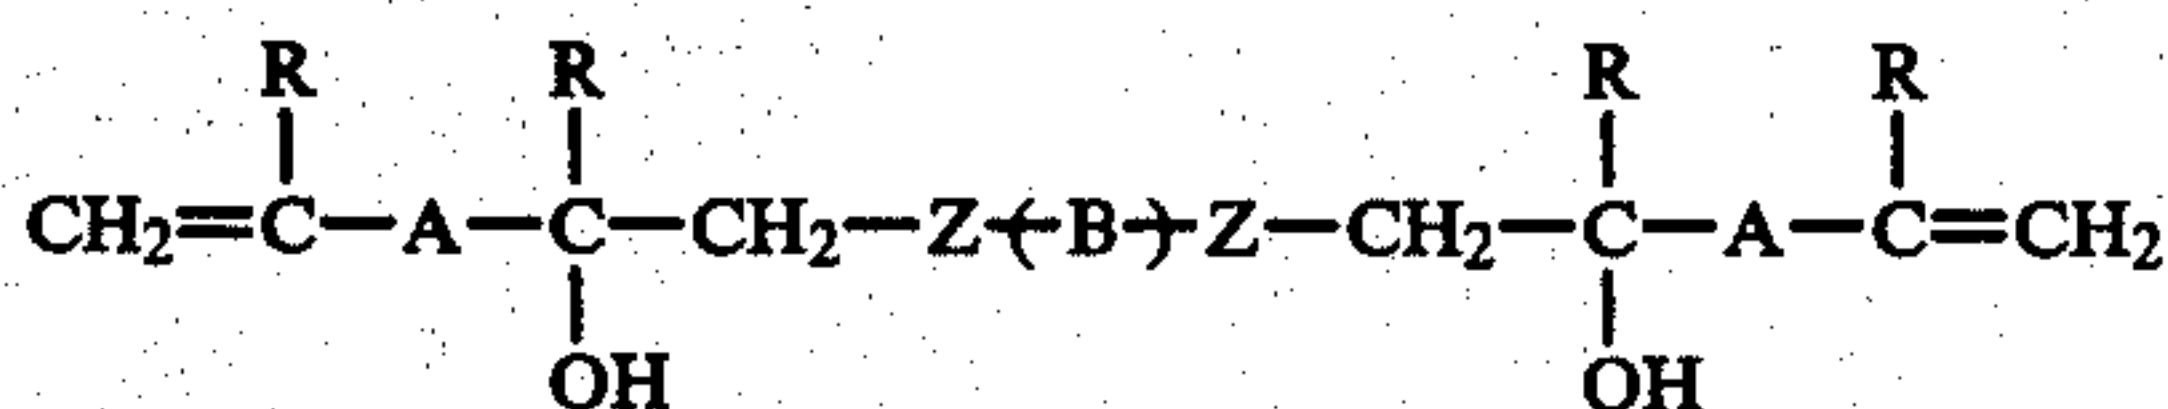 R R R R
CH₂=C—A—C—CH₂—Z(B)Z—CH₂—C—A—C=CH₂
OH OH